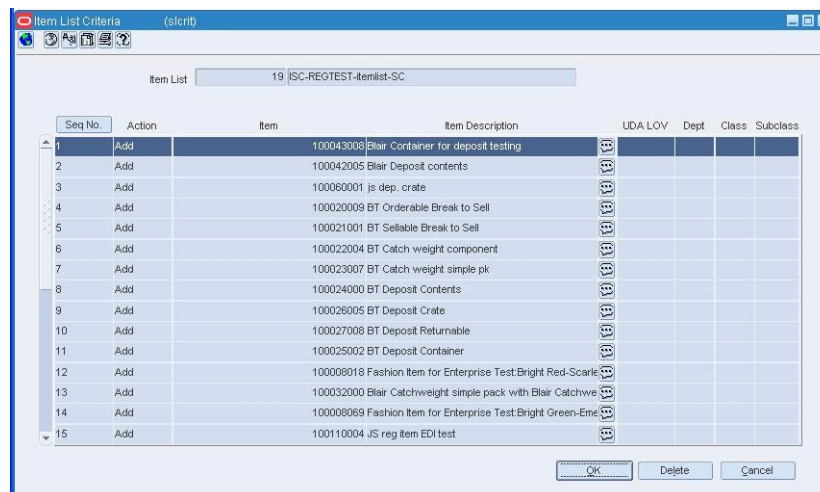 Item List Criteria (slcrit)
Item List 19 ISC-REGTEST-itemlist-SC
Seq No. Action Item Item Description UDA LOV Dept Class Subclass
1 Add 100043008 Blair Container for deposit testing
2 Add 100042005 Blair Deposit contents
3 Add 100060001 js dep. crate
4 Add 100020009 BT Orderable Break to Sell
5 Add 100021001 BT Sellable Break to Sell
6 Add 100022004 BT Catch weight component
7 Add 100023007 BT Catch weight simple pk
8 Add 100024000 BT Deposit Contents
9 Add 100026005 BT Deposit Crate
10 Add 100027008 BT Deposit Returnable
11 Add 100025002 BT Deposit Container
12 Add 100008018 Fashion Item for Enterprise Test:Bright Red-Scarle
13 Add 100032000 Blair Catchweight simple pack with Blair Catchwe
14 Add 100008069 Fashion Item for Enterprise Test:Bright Green-Eme
15 Add 100110004 JS reg item EDI test
OK Delete Cancel